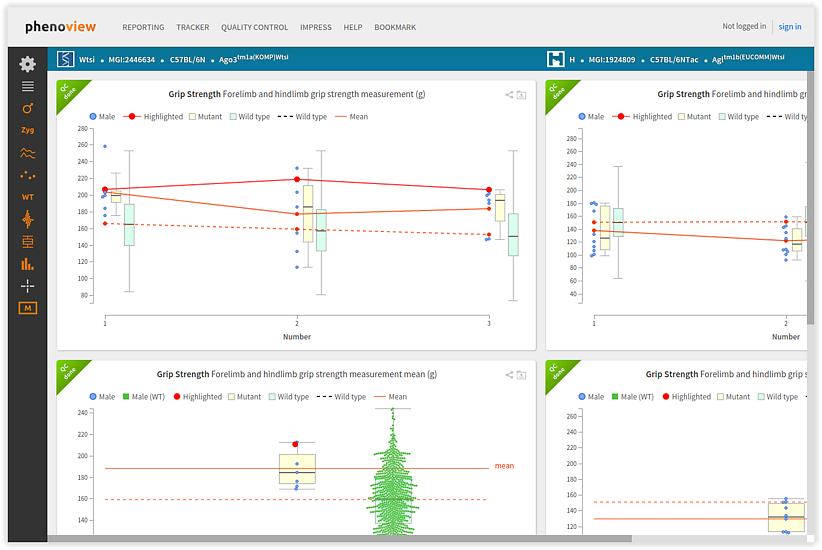 phenoview REPORTING TRACKER QUALITY CONTROL IMPRESS HELP BOOKMARK Not logged in sign in
Wtsi • MGI:2446634 • C57BL/6N • Ago3tm1a(KOMP)Wtsi
H • MGI:1924809 • C57BL/6NTac • Agltm1b(EUCOMM)Wtsi
Zyg
WT
M
QC done
Grip Strength Forelimb and hindlimb grip strength measurement (g)
Male Highlighted Mutant Wild type Wild type Mean
280
260
240
220
200
180
160
140
120
100
80
1 2 3
Number
QC done
Grip Strength Forelimb and hindlimb grip
Male Highlighted Mutant Wild type Wild ty
280
260
240
220
200
180
160
140
120
100
80
60
40
1 2
Number
QC done
Grip Strength Forelimb and hindlimb grip strength measurement mean (g)
Male Male (WT) Highlighted Mutant Wild type Wild type Mean
240
220
200
180
160
140
mean
QC done
Grip Strength Forelimb and hindlimb grip s
Male Male (WT) Highlighted Mutant Wild type
260
240
220
200
180
160
140
120